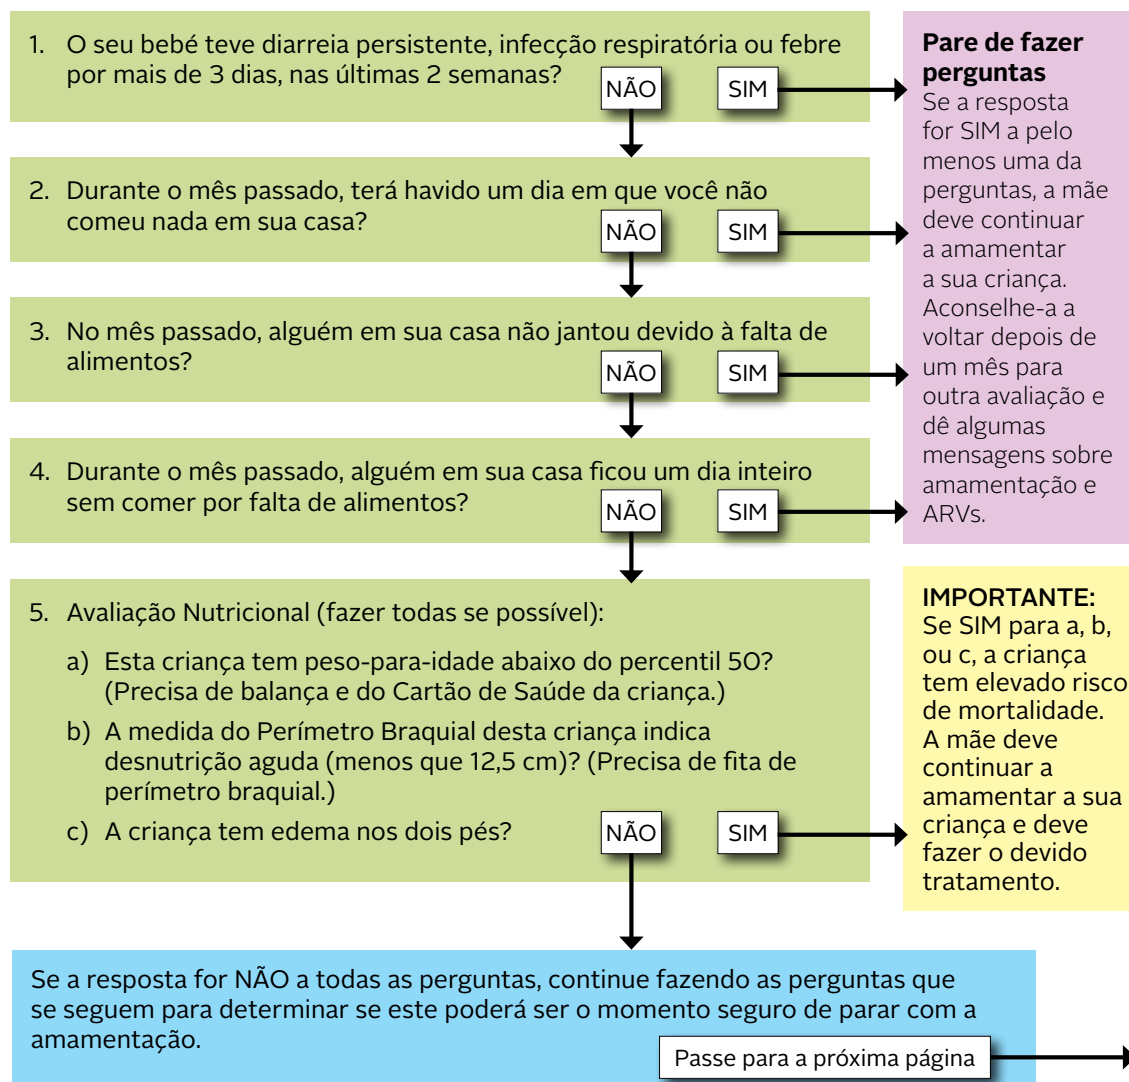 1. O seu bebé teve diarreia persistente, infecção respiratória ou febre
por mais de 3 dias, nas últimas 2 semanas?
NÃO
SIM
2. Durante o mês passado, terá havido um dia em que você não
comeu nada em sua casa?
NÃO
SIM
3. No mês passado, alguém em sua casa não jantou devido à falta de
alimentos?
NÃO
SIM
4. Durante o mês passado, alguém em sua casa ficou um dia inteiro
sem comer por falta de alimentos?
NÃO
SIM
Pare de fazer
perguntas
Se a resposta
for SIM a pelo
menos uma da
perguntas, a mãe
deve continuar
a amamentar
a sua criança.
Aconselhe-a a
voltar depois de
um mês para
outra avaliação e
dê algumas
mensagens sobre
amamentação e
ARVs.
5. Avaliação Nutricional (fazer todas se possível):
a) Esta criança tem peso-para-idade abaixo do percentil 50?
(Precisa de balança e do Cartão de Saúde da criança.)
b) A medida do Perímetro Braquial desta criança indica
desnutrição aguda (menos que 12,5 cm)? (Precisa de fita de
perímetro braquial.)
c) A criança tem edema nos dois pés?
NÃO
SIM
IMPORTANTE:
Se SIM para a, b,
ou c, a criança
tem elevado risco
de mortalidade.
A mãe deve
continuar a
amamentar a sua
criança e deve
fazer o devido
tratamento.
Se a resposta for NÃO a todas as perguntas, continue fazendo as perguntas que
se seguem para determinar se este poderá ser o momento seguro de parar com a
amamentação.
Passe para a próxima página